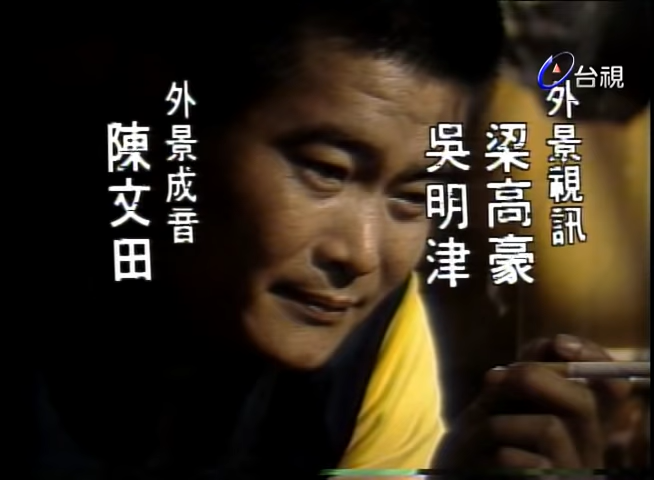 台視
外景視訊
梁高豪
吳明津
外景成音
陳文田